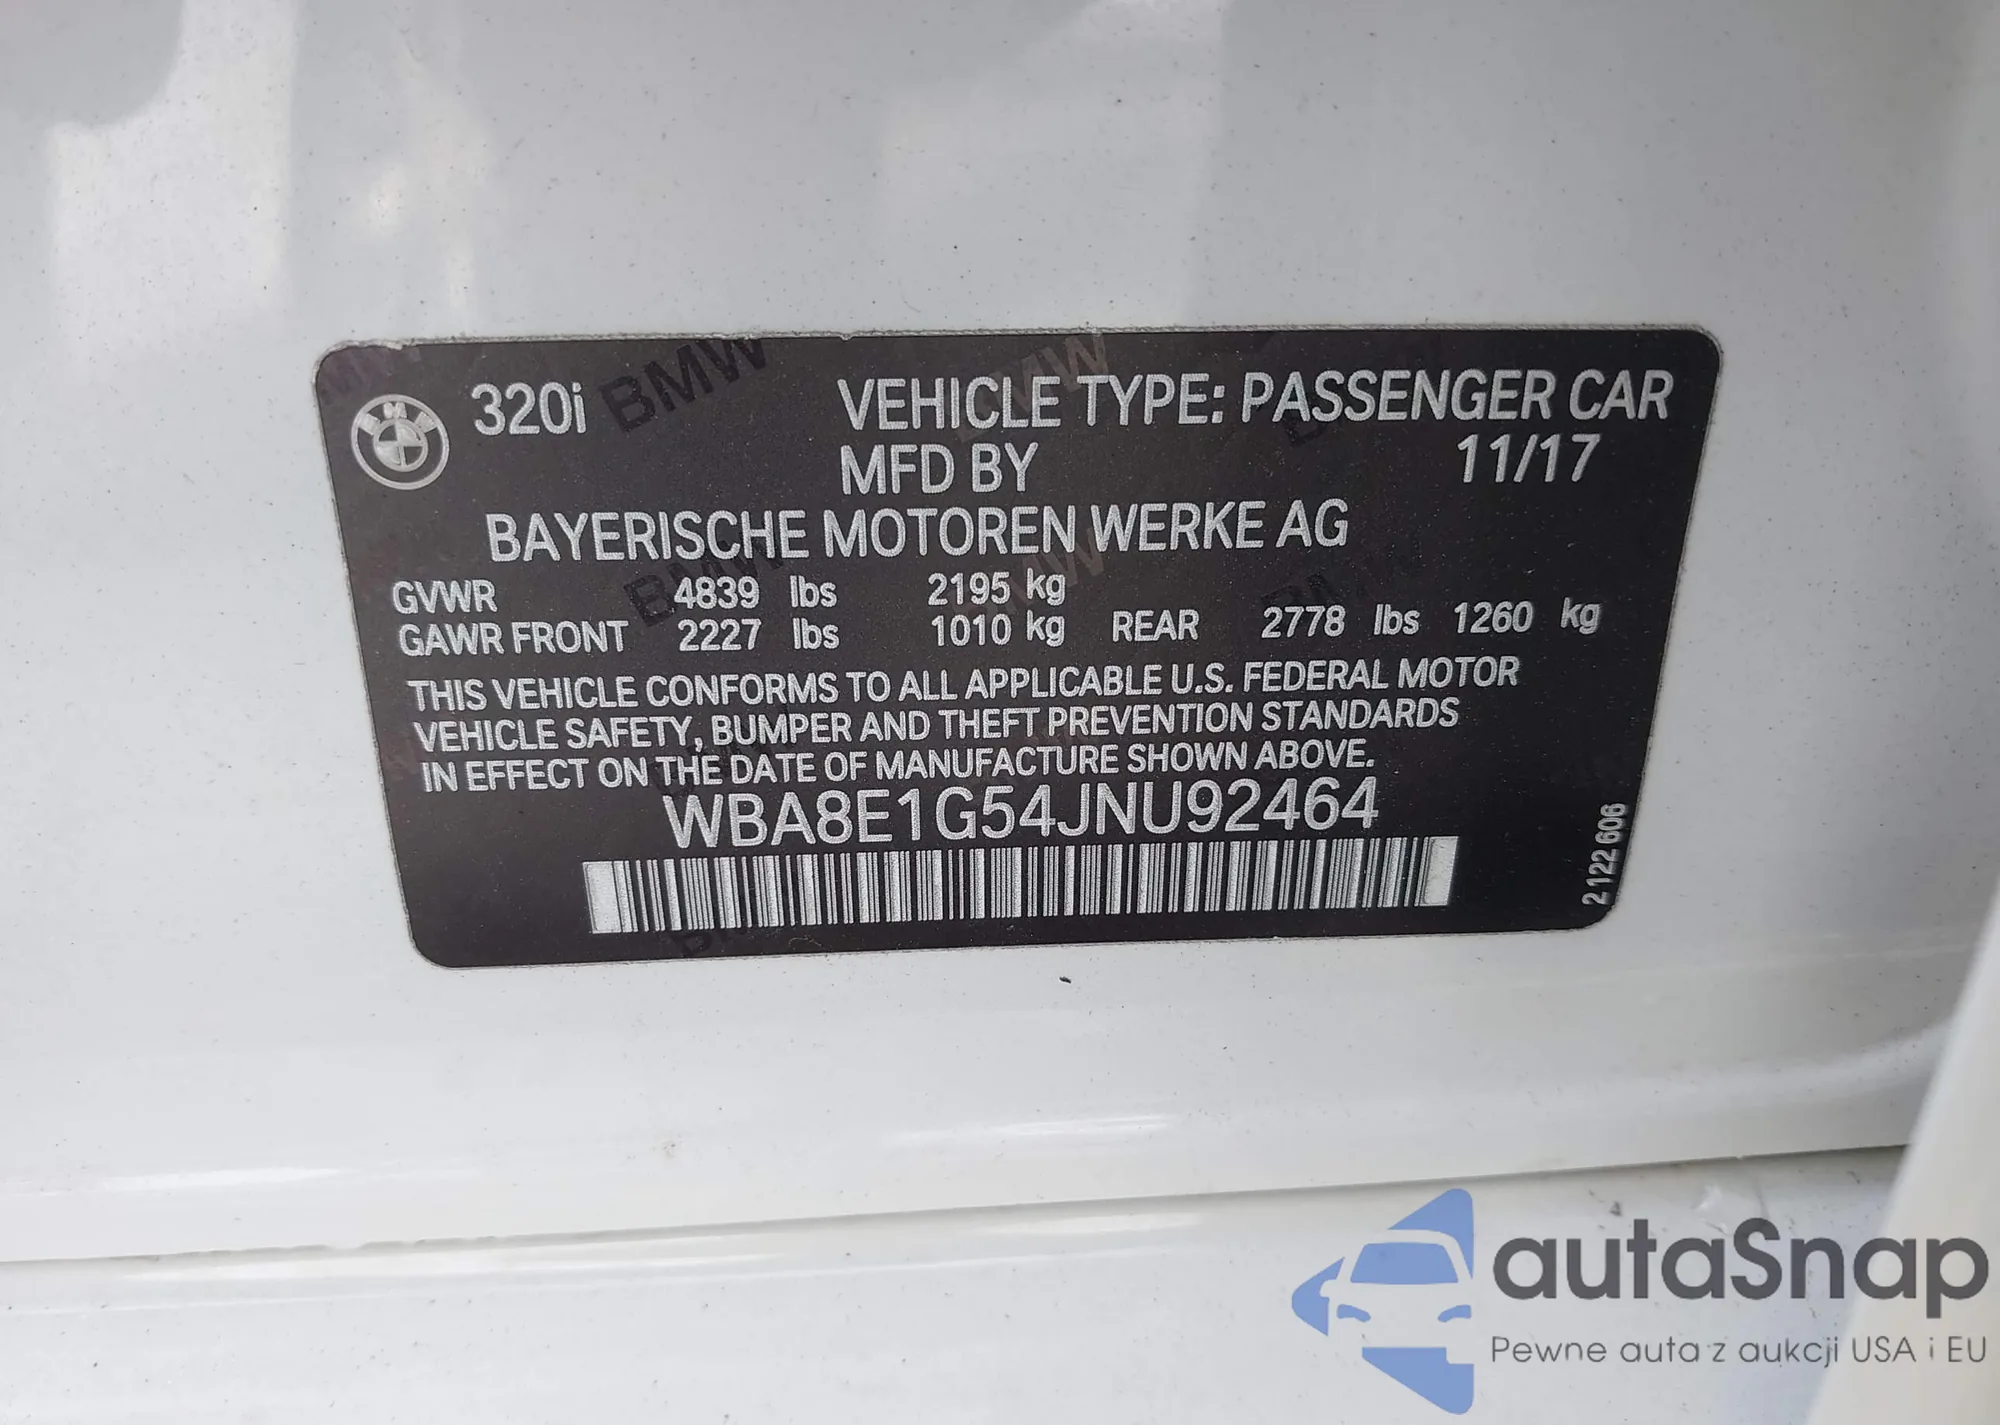 320i VEHICLE TYPE: PASSENGER CAR
MFD BY 11/17
BAYERISCHE MOTOREN WERKE AG
GVWR 4839 lbs 2195 kg
GAWR FRONT 2227 lbs 1010 kg REAR 2778 lbs 1260 kg
THIS VEHICLE CONFORMS TO ALL APPLICABLE U.S. FEDERAL MOTOR
VEHICLE SAFETY, BUMPER AND THEFT PREVENTION STANDARDS
IN EFFECT ON THE DATE OF MANUFACTURE SHOWN ABOVE.
WBA8E1G54JNU92464
2 122 606
BMW
BMW
BMW
autaSnap
Pewne auta z aukcji USA i EU